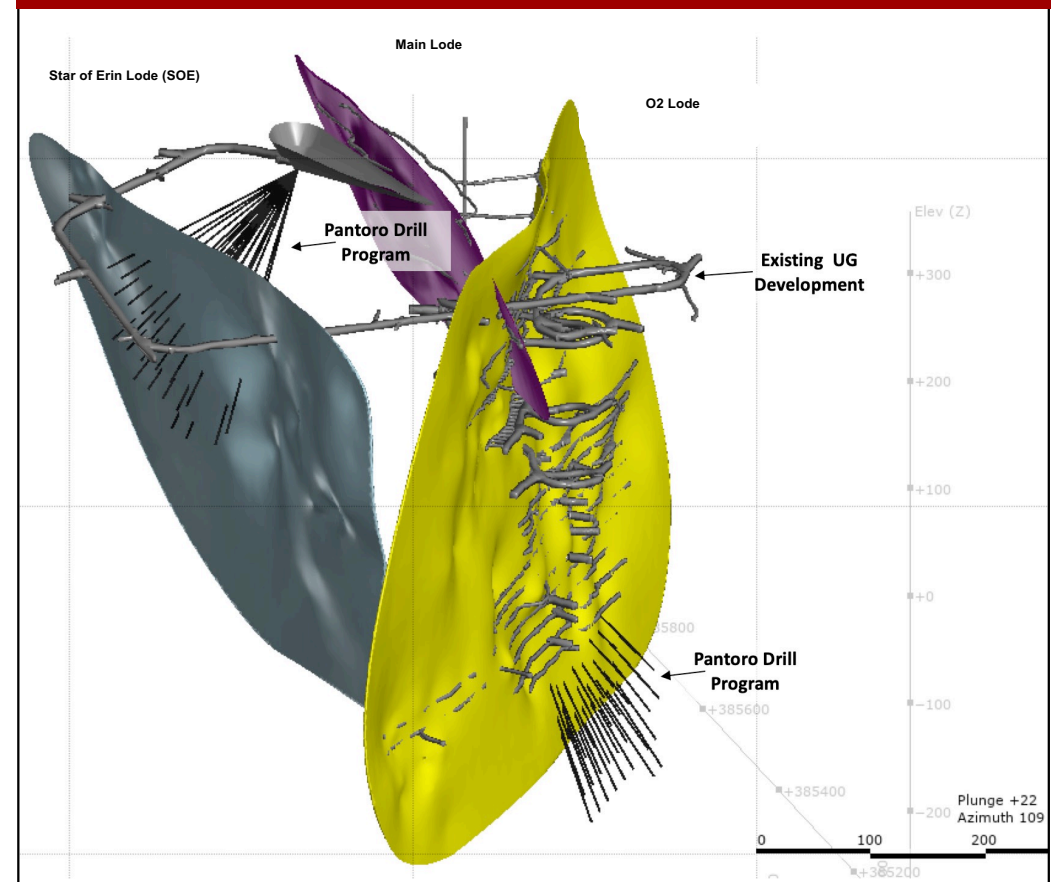 Main Lode
Star of Erin Lode (SOE)
O2 Lode
Elev (Z)
Pantoro Drill
Program
Existing UG
Development
+300
+200
+100
+0
Pantoro Drill
Program
−100
+385600
+385400
−200
Plunge +22
Azimuth 109
0 100 200
+385200